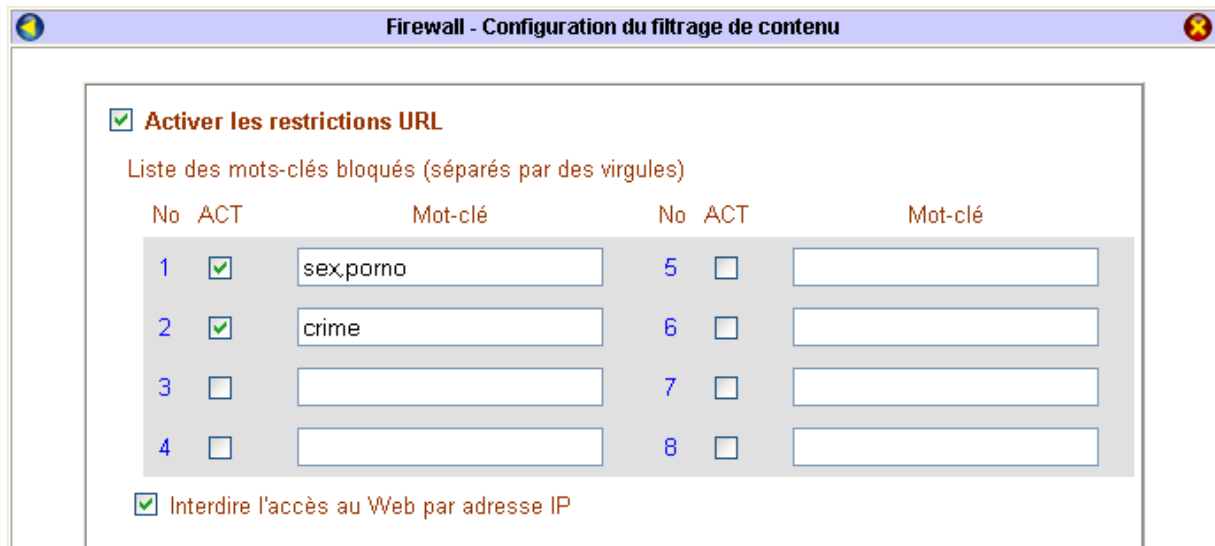 Firewall - Configuration du filtrage de contenu
Activer les restrictions URL
Liste des mots-clés bloqués (séparés par des virgules)
No ACT Mot-clé No ACT Mot-clé
1 sex,porno 5
2 crime 6
3 7
4 8
Interdire l'accès au Web par adresse IP